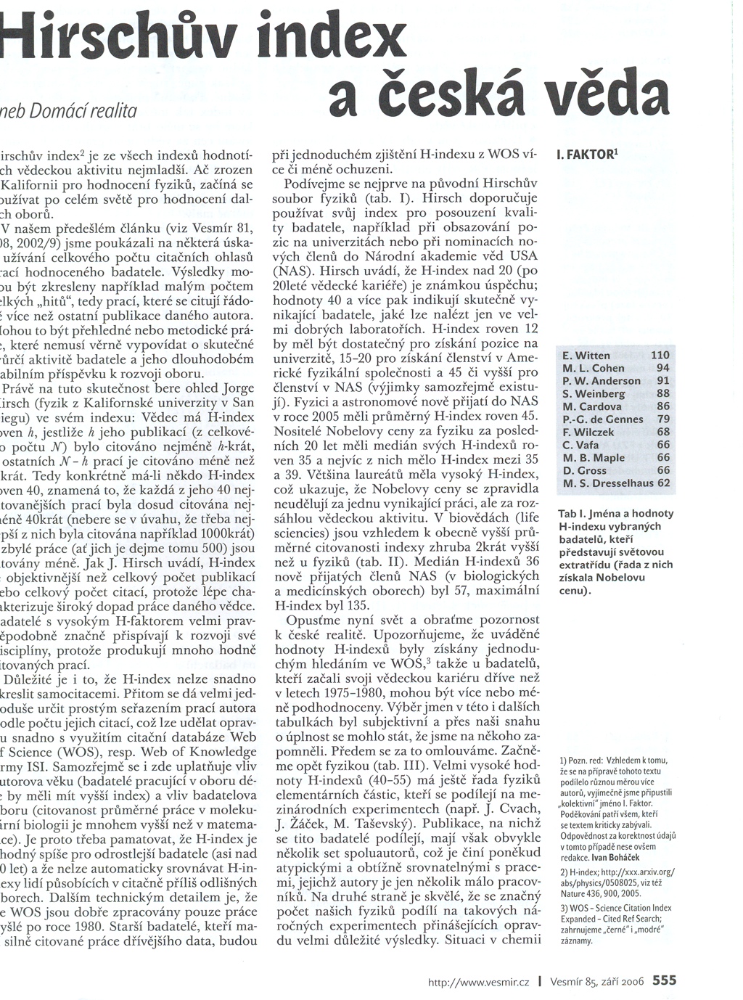 Hirschův index
a česká věda
neb Domácí realita
irschův index² je ze všech indexů hodnotí-
ch vědeckou aktivitu nejmladší. Ač zrozen
Kalifornii pro hodnocení fyziků, začíná se
oužívat po celém světě pro hodnocení dal-
ch oborů.
V našem předešlém článku (viz Vesmír 81,
08, 2002/9) jsme poukázali na některá úska-
užívání celkového počtu citačních ohlasů
rací hodnoceného badatele. Výsledky mo-
ou být zkresleny například malým počtem
elkých „hitů“, tedy prací, které se citují řádo-
ě více než ostatní publikace daného autora.
Mohou to být přehledné nebo metodické prá-
e, které nemusí věrně vypovídat o skutečné
vůrčí aktivitě badatele a jeho dlouhodobém
abilním příspěvku k rozvoji oboru.
Právě na tuto skutečnost bere ohled Jorge
irsch (fyzik z Kalifornské univerzity v San
iegu) ve svém indexu: Vědec má H-index
oven h, jestliže h jeho publikací (z celkové-
o počtu N) bylo citováno nejméně h-krát,
ostatních N – h prací je citováno méně než
krát. Tedy konkrétně má-li někdo H-index
oven 40, znamená to, že každá z jeho 40 nej-
itovanějších prací byla dosud citována nej-
éně 40krát (nebere se v úvahu, že třeba nej-
epší z nich byla citována například 1000krát)
zbylé práce (ať jich je dejme tomu 500) jsou
itovány méně. Jak J. Hirsch uvádí, H-index
objektivnější než celkový počet publikací
ebo celkový počet citací, protože lépe cha-
akterizuje široký dopad práce daného vědce.
adatelé s vysokým H-faktorem velmi prav-
ěpodobně značně přispívají k rozvoji své
isciplíny, protože produkují mnoho hodně
itovaných prací.
Důležité je i to, že H-index nelze snadno
kreslit samocitacemi. Přitom se dá velmi jed-
oduše určit prostým seřazením prací autora
odle počtu jejich citací, což lze udělat oprav-
u snadno s využitím citační databáze Web
f Science (WOS), resp. Web of Knowledge
rmy ISI. Samozřejmě se i zde uplatňuje vliv
utorova věku (badatelé pracující v oboru dé-
e by měli mít vyšší index) a vliv badatelova
boru (citovanost průměrné práce v moleku-
ární biologii je mnohem vyšší než v matema-
ice). Je proto třeba pamatovat, že H-index je
hodný spíše pro odrostlejší badatele (asi nad
0 let) a že nelze automaticky srovnávat H-in-
exy lidí působících v citačně příliš odlišných
borech. Dalším technickým detailem je, že
e WOS jsou dobře zpracovány pouze práce
yšlé po roce 1980. Starší badatelé, kteří ma-
silně citované práce dřívějšího data, budou
při jednoduchém zjištění H-indexu z WOS ví-
ce či méně ochuzeni.
Podívejme se nejprve na původní Hirschův
soubor fyziků (tab. I). Hirsch doporučuje
používat svůj index pro posouzení kvali-
ty badatele, například při obsazování po-
zic na univerzitách nebo při nominacích no-
vých členů do Národní akademie věd USA
(NAS). Hirsch uvádí, že H-index nad 20 (po
20leté vědecké kariéře) je známkou úspěchu;
hodnoty 40 a více pak indikují skutečně vy-
nikající badatele, jaké lze nalézt jen ve vel-
mi dobrých laboratořích. H-index roven 12
by měl být dostatečný pro získání pozice na
univerzitě, 15–20 pro získání členství v Ame-
rické fyzikální společnosti a 45 či vyšší pro
členství v NAS (výjimky samozřejmě existu-
jí). Fyzici a astronomové nově přijatí do NAS
v roce 2005 měli průměrný H-index roven 45.
Nositelé Nobelovy ceny za fyziku za posled-
ních 20 let měli medián svých H-indexů ro-
ven 35 a nejvíc z nich mělo H-index mezi 35
a 39. Většina laureátů měla vysoký H-index,
což ukazuje, že Nobelovy ceny se zpravidla
neudělují za jednu vynikající práci, ale za roz-
sáhlou vědeckou aktivitu. V biovědách (life
sciences) jsou vzhledem k obecně vyšší prů-
měrné citovanosti indexy zhruba 2krát vyšší
než u fyziků (tab. II). Medián H-indexů 36
nově přijatých členů NAS (v biologických
a medicínských oborech) byl 57, maximální
H-index byl 135.
Opusťme nyní svět a obraťme pozornost
k české realitě. Upozorňujeme, že uváděné
hodnoty H-indexů byly získány jednodu-
chým hledáním ve WOS,³ takže u badatelů,
kteří začali svoji vědeckou kariéru dříve než
v letech 1975–1980, mohou být více nebo mé-
ně podhodnoceny. Výběr jmen v této i dalších
tabulkách byl subjektivní a přes naši snahu
o úplnost se mohlo stát, že jsme na někoho za-
pomněli. Předem se za to omlouváme. Začně-
me opět fyzikou (tab. III). Velmi vysoké hod-
noty H-indexů (40–55) má ještě řada fyziků
elementárních částic, kteří se podílejí na me-
zinárodních experimentech (např. J. Cvach,
J. Žáček, M. Taševský). Publikace, na nichž
se tito badatelé podílejí, mají však obvykle
několik set spoluautorů, což je činí poněkud
atypickými a obtížně srovnatelnými s prace-
mi, jejichž autory je jen několik málo pracov-
níků. Na druhé straně je skvělé, že se značný
počet našich fyziků podílí na takových ná-
ročných experimentech přinášejících oprav-
du velmi důležité výsledky. Situaci v chemii
I. FAKTOR¹
E. Witten 110
M. L. Cohen 94
P. W. Anderson 91
S. Weinberg 88
M. Cardova 86
P.-G. de Gennes 79
F. Wilczek 68
C. Vafa 66
M. B. Maple 66
D. Gross 66
M. S. Dresselhaus 62
Tab I. Jména a hodnoty
H-indexu vybraných
badatelů, kteří
představují světovou
extratřídu (řada z nich
získala Nobelovu
cenu).
1) Pozn. red: Vzhledem k tomu,
že se na přípravě tohoto textu
podílelo různou měrou více
autorů, vyjímečně jsme připustili
„kolektivní“ jméno I. Faktor.
Poděkování patří všem, kteří
se textem kriticky zabývali.
Odpovědnost za korektnost údajů
v tomto případě nese ovšem
redakce. Ivan Boháček
2) H-index; http://xxx.arxiv.org/
abs/physics/0508025, viz též
Nature 436, 900, 2005.
3) WOS – Science Citation Index
Expanded – Cited Ref Search;
zahrnujeme „černé“ i „modré“
záznamy.
http://www.vesmir.cz | Vesmír 85, září 2006 555